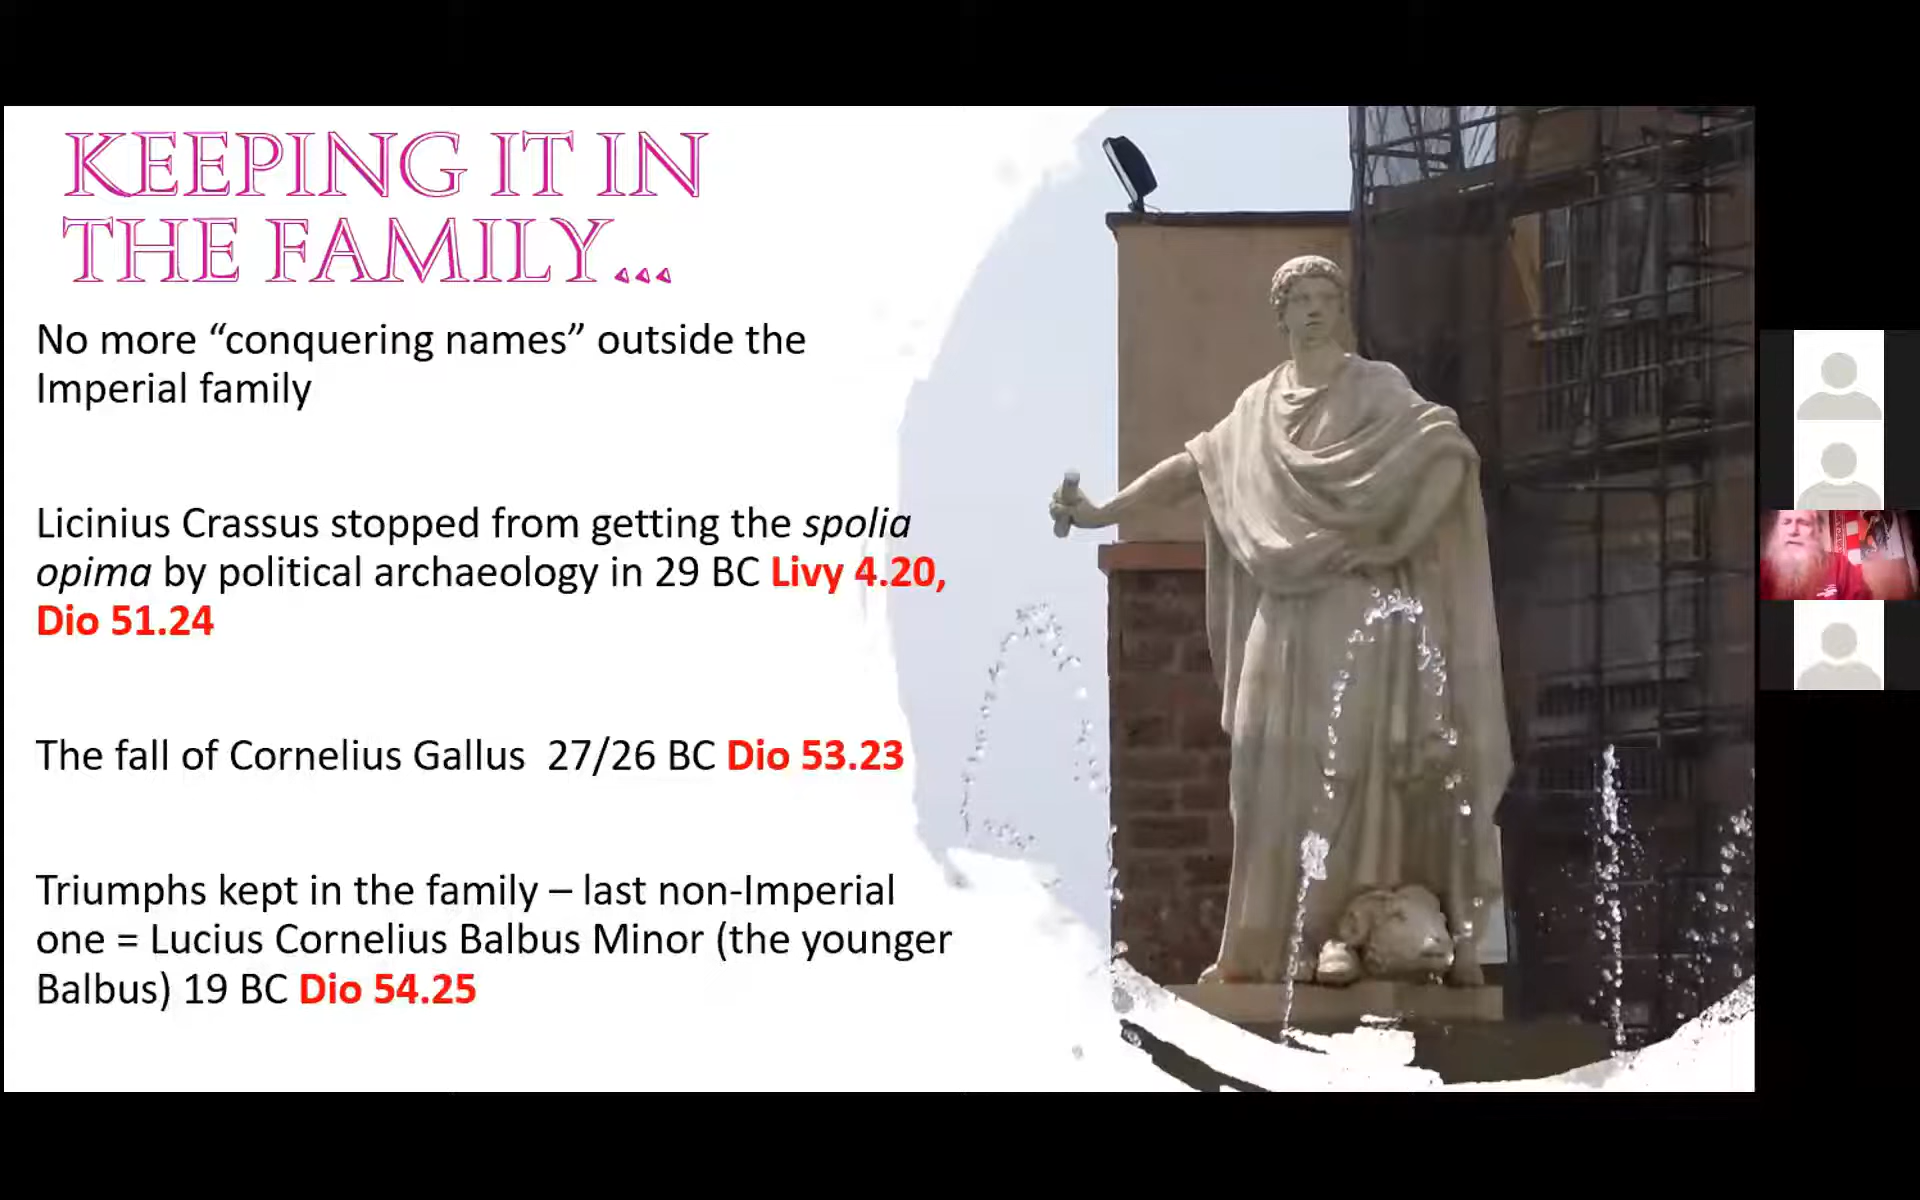 KEEPING IT IN
THE FAMILY...
No more “conquering names” outside the
Imperial family
Licinius Crassus stopped from getting the spolia
opima by political archaeology in 29 BC Livy 4.20,
Dio 51.24
The fall of Cornelius Gallus 27/26 BC Dio 53.23
Triumphs kept in the family – last non-Imperial
one = Lucius Cornelius Balbus Minor (the younger
Balbus) 19 BC Dio 54.25